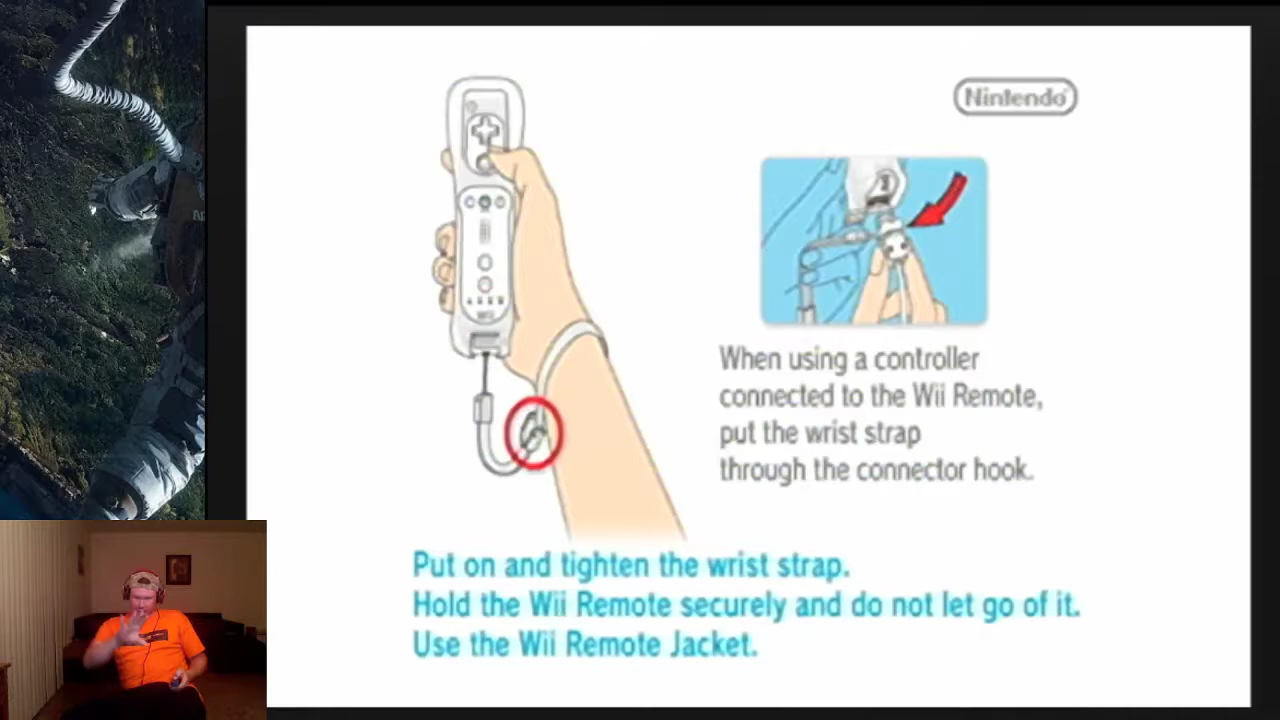 Nintendo
When using a controller
connected to the Wii Remote,
put the wrist strap
through the connector hook.
Put on and tighten the wrist strap.
Hold the Wii Remote securely and do not let go of it.
Use the Wii Remote Jacket.